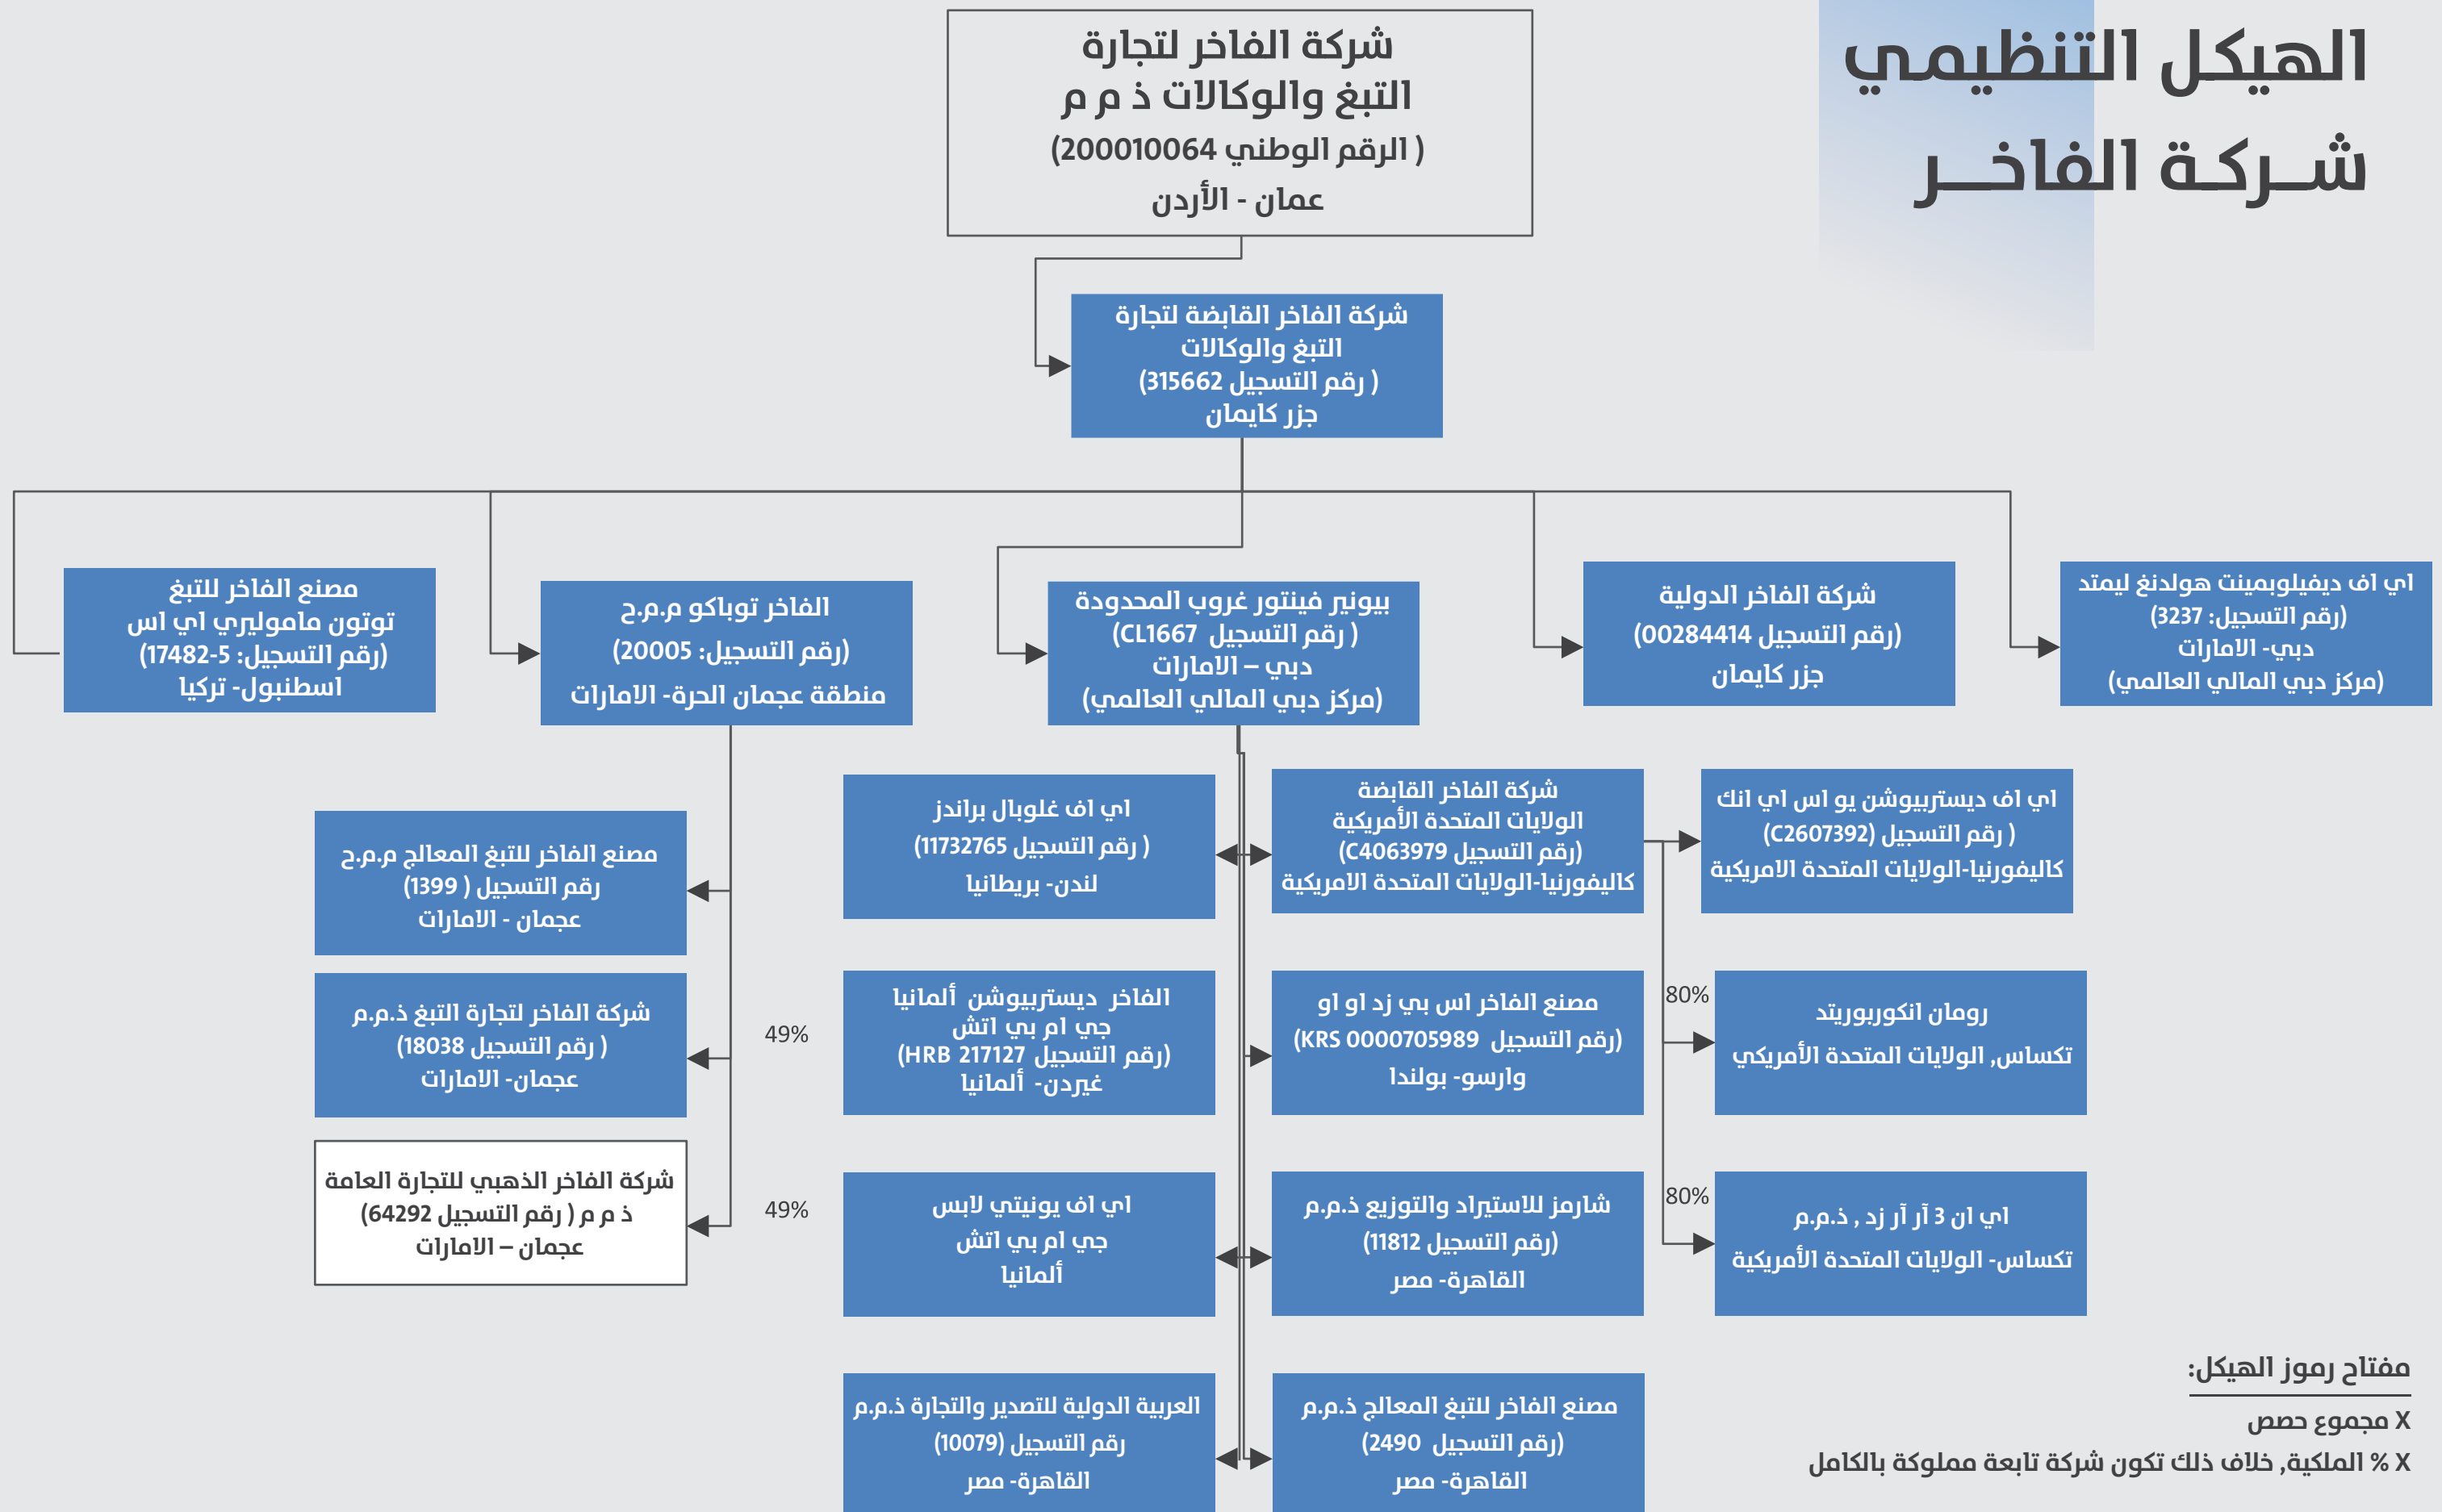 الهيكل التنظيمي
شــركـة الفاخـــر
شركة الفاخر لتجارة
التبغ والوكالات ذ م م
( الرقم الوطني 200010064)
عمان - الأردن
شركة الفاخر القابضة لتجارة
التبغ والوكالات
( رقم التسجيل 315662)
جزر كايمان
اي اف ديفيلوبمينت هولدنغ ليمتد
(رقم التسجيل: 3237)
دبي- الامارات
(مركز دبي المالي العالمي)
شركة الفاخر الدولية
(رقم التسجيل 00284414)
جزر كايمان
بيونير فينتور غروب المحدودة
( رقم التسجيل CL1667)
دبي – الامارات
(مركز دبي المالي العالمي)
الفاخر توباكو م.م.ح
(رقم التسجيل: 20005)
منطقة عجمان الحرة- الامارات
مصنع الفاخر للتبغ
توتون ماموليري اي اس
(رقم التسجيل: 5-17482)
اسطنبول- تركيا
اي اف ديستربيوشن يو اس اي انك
( رقم التسجيل (C2607392)
كاليفورنيا-الولايات المتحدة الامريكية
شركة الفاخر القابضة
الولايات المتحدة الأمريكية
(رقم التسجيل C4063979)
كاليفورنيا-الولايات المتحدة الامريكية
اي اف غلوبال براندز
( رقم التسجيل 11732765)
لندن- بريطانيا
مصنع الفاخر للتبغ المعالج م.م.ح
رقم التسجيل ( 1399)
عجمان - الامارات
80%
رومان انكوربوريتد
تكساس, الولايات المتحدة الأمريكي
مصنع الفاخر اس بي زد او او
(رقم التسجيل KRS 0000705989)
وارسو- بولندا
الفاخر ديستربيوشن ألمانيا
جي ام بي اتش
(رقم التسجيل HRB 217127)
غيردن- ألمانيا
49%
شركة الفاخر لتجارة التبغ ذ.م.م
( رقم التسجيل 18038)
عجمان- الامارات
80%
اي ان 3 آر آر زد , ذ.م.م
تكساس- الولايات المتحدة الأمريكية
شارمز للاستيراد والتوزيع ذ.م.م
(رقم التسجيل 11812)
القاهرة- مصر
اي اف يونيتي لابس
جي ام بي اتش
ألمانيا
49%
شركة الفاخر الذهبي للتجارة العامة
ذ م م ( رقم التسجيل 64292)
عجمان – الامارات
مصنع الفاخر للتبغ المعالج ذ.م.م
(رقم التسجيل 2490)
القاهرة- مصر
العربية الدولية للتصدير والتجارة ذ.م.م
رقم التسجيل (10079)
القاهرة- مصر
مفتاح رموز الهيكل:
X مجموع حصص
X % الملكية, خلاف ذلك تكون شركة تابعة مملوكة بالكامل